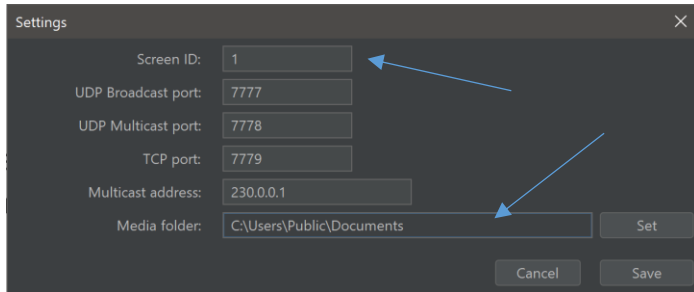 Settings
Screen ID: 1
UDP Broadcast port: 7777
UDP Multicast port: 7778
TCP port: 7779
Multicast address: 230.0.0.1
Media folder: C:\Users\Public\Documents Set
Cancel Save